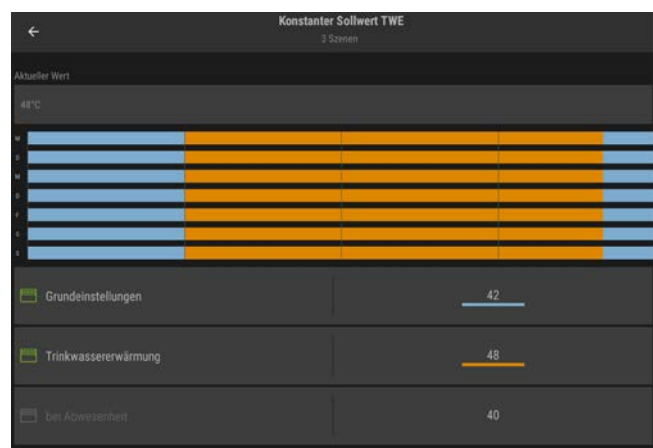 Konstanter Sollwert TWE
3 Szenen
Aktueller Wert
48°C
M
D
M
D
F
S
S
Grundeinstellungen 42
Trinkwassererwärmung 48
bei Abwesenheit 40